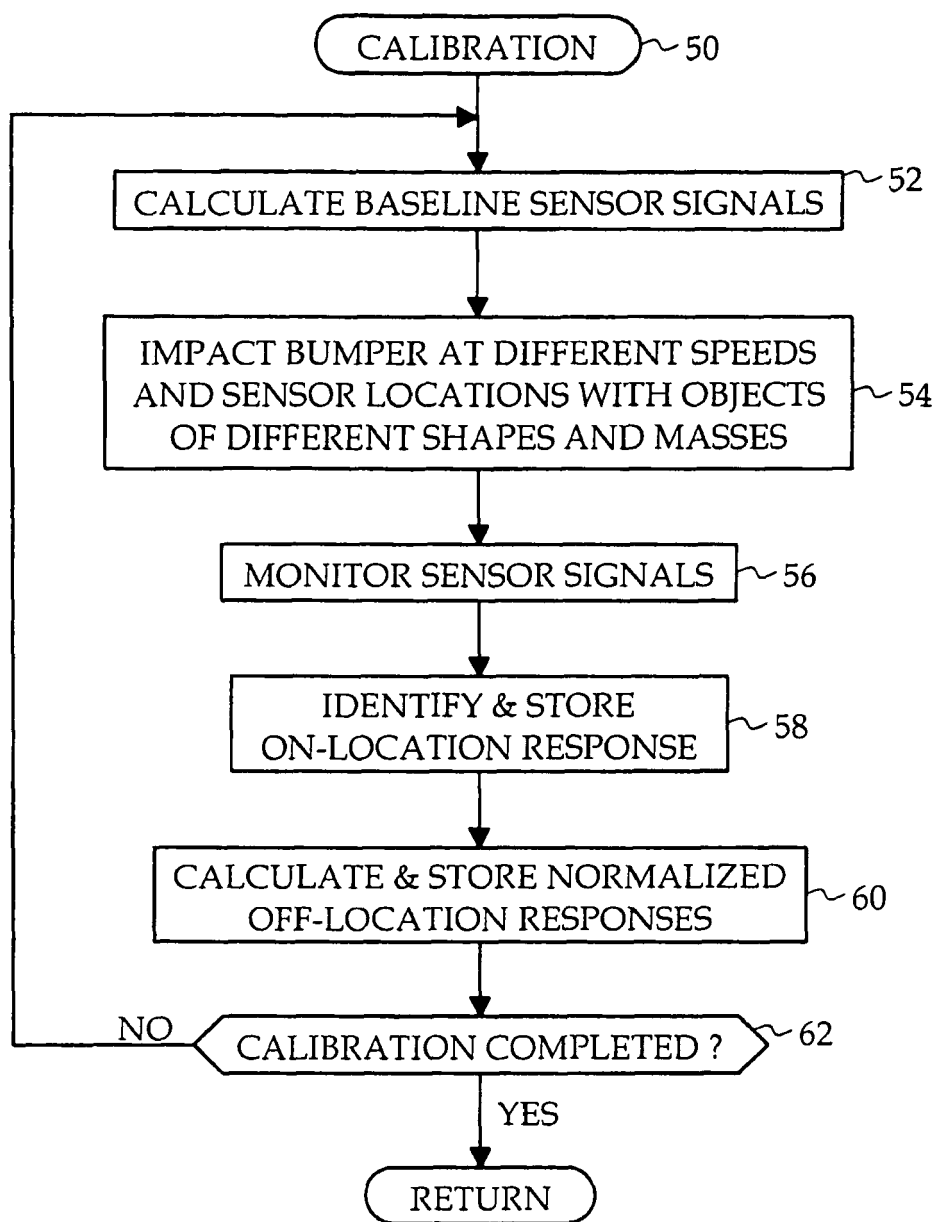 CALIBRATION
50
CALCULATE BASELINE SENSOR SIGNALS
52
IMPACT BUMPER AT DIFFERENT SPEEDS
AND SENSOR LOCATIONS WITH OBJECTS
OF DIFFERENT SHAPES AND MASSES
54
MONITOR SENSOR SIGNALS
56
IDENTIFY & STORE
ON-LOCATION RESPONSE
58
CALCULATE & STORE NORMALIZED
OFF-LOCATION RESPONSES
60
NO
CALIBRATION COMPLETED ?
62
YES
RETURN